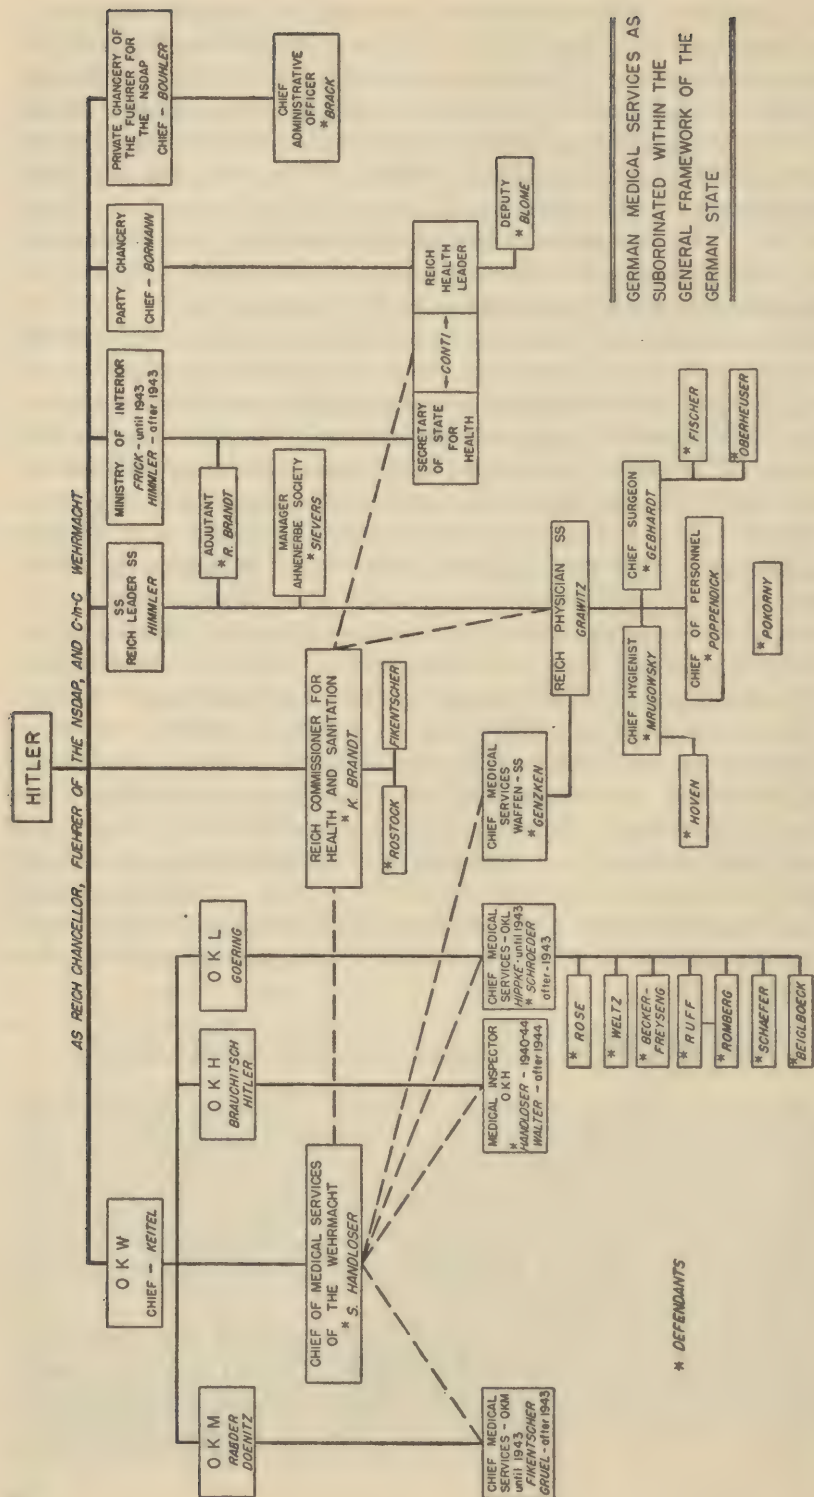 HITLER
AS REICH CHANCELLOR, FUEHRER OF THE NSDAP, AND C-in-C WEHRMACHT
O K W
CHIEF – KEITEL
SS
REICH LEADER SS
HIMMLER
MINISTRY OF INTERIOR
FRICK - until 1943
HIMMLER - after 1943
PARTY CHANCERY
CHIEF - BORMANN
PRIVATE CHANCERY OF
THE FUEHRER FOR
THE NSDAP
CHIEF - BOUHLER
O K M
RAEDER
DOENITZ
O K H
BRAUCHITSCH
HITLER
O K L
GOERING
ADJUTANT
* R. BRANDT
CHIEF
ADMINISTRATIVE
OFFICER
* BRACK
MANAGER
AHNENERBE SOCIETY
* SIEVERS
CHIEF OF MEDICAL SERVICES
OF THE WEHRMACHT
* S. HANDLOSER
REICH COMMISSIONER FOR
HEALTH AND SANITATION
* K. BRANDT
* ROSTOCK
FIKENTSCHER
SECRETARY
OF STATE
FOR
HEALTH
←CONTI→
REICH
HEALTH
LEADER
DEPUTY
* BLOME
CHIEF MEDICAL
SERVICES - OKM
until 1943
FIKENTSCHER
GRUEL - after 1943
MEDICAL INSPECTOR
OKH
* HANDLOSER - 1940-44
WALTER - after 1944
CHIEF MEDICAL
SERVICES - OKL
HIPPKE - until 1943
* SCHROEDER
after - 1943
CHIEF MEDICAL
SERVICES
WAFFEN - SS
* GENZKEN
REICH PHYSICIAN SS
GRAWITZ
* ROSE
* WELTZ
* BECKER-
FREYSENG
* RUFF
* ROMBERG
* SCHAEFER
* BEIGLBOECK
CHIEF HYGIENIST
* MRUGOWSKY
CHIEF SURGEON
* GEBHARDT
* HOVEN
CHIEF OF PERSONNEL
* POPPENDICK
* FISCHER
* OBERHEUSER
* POKORNY
* DEFENDANTS
GERMAN MEDICAL SERVICES AS
SUBORDINATED WITHIN THE
GENERAL FRAMEWORK OF THE
GERMAN STATE